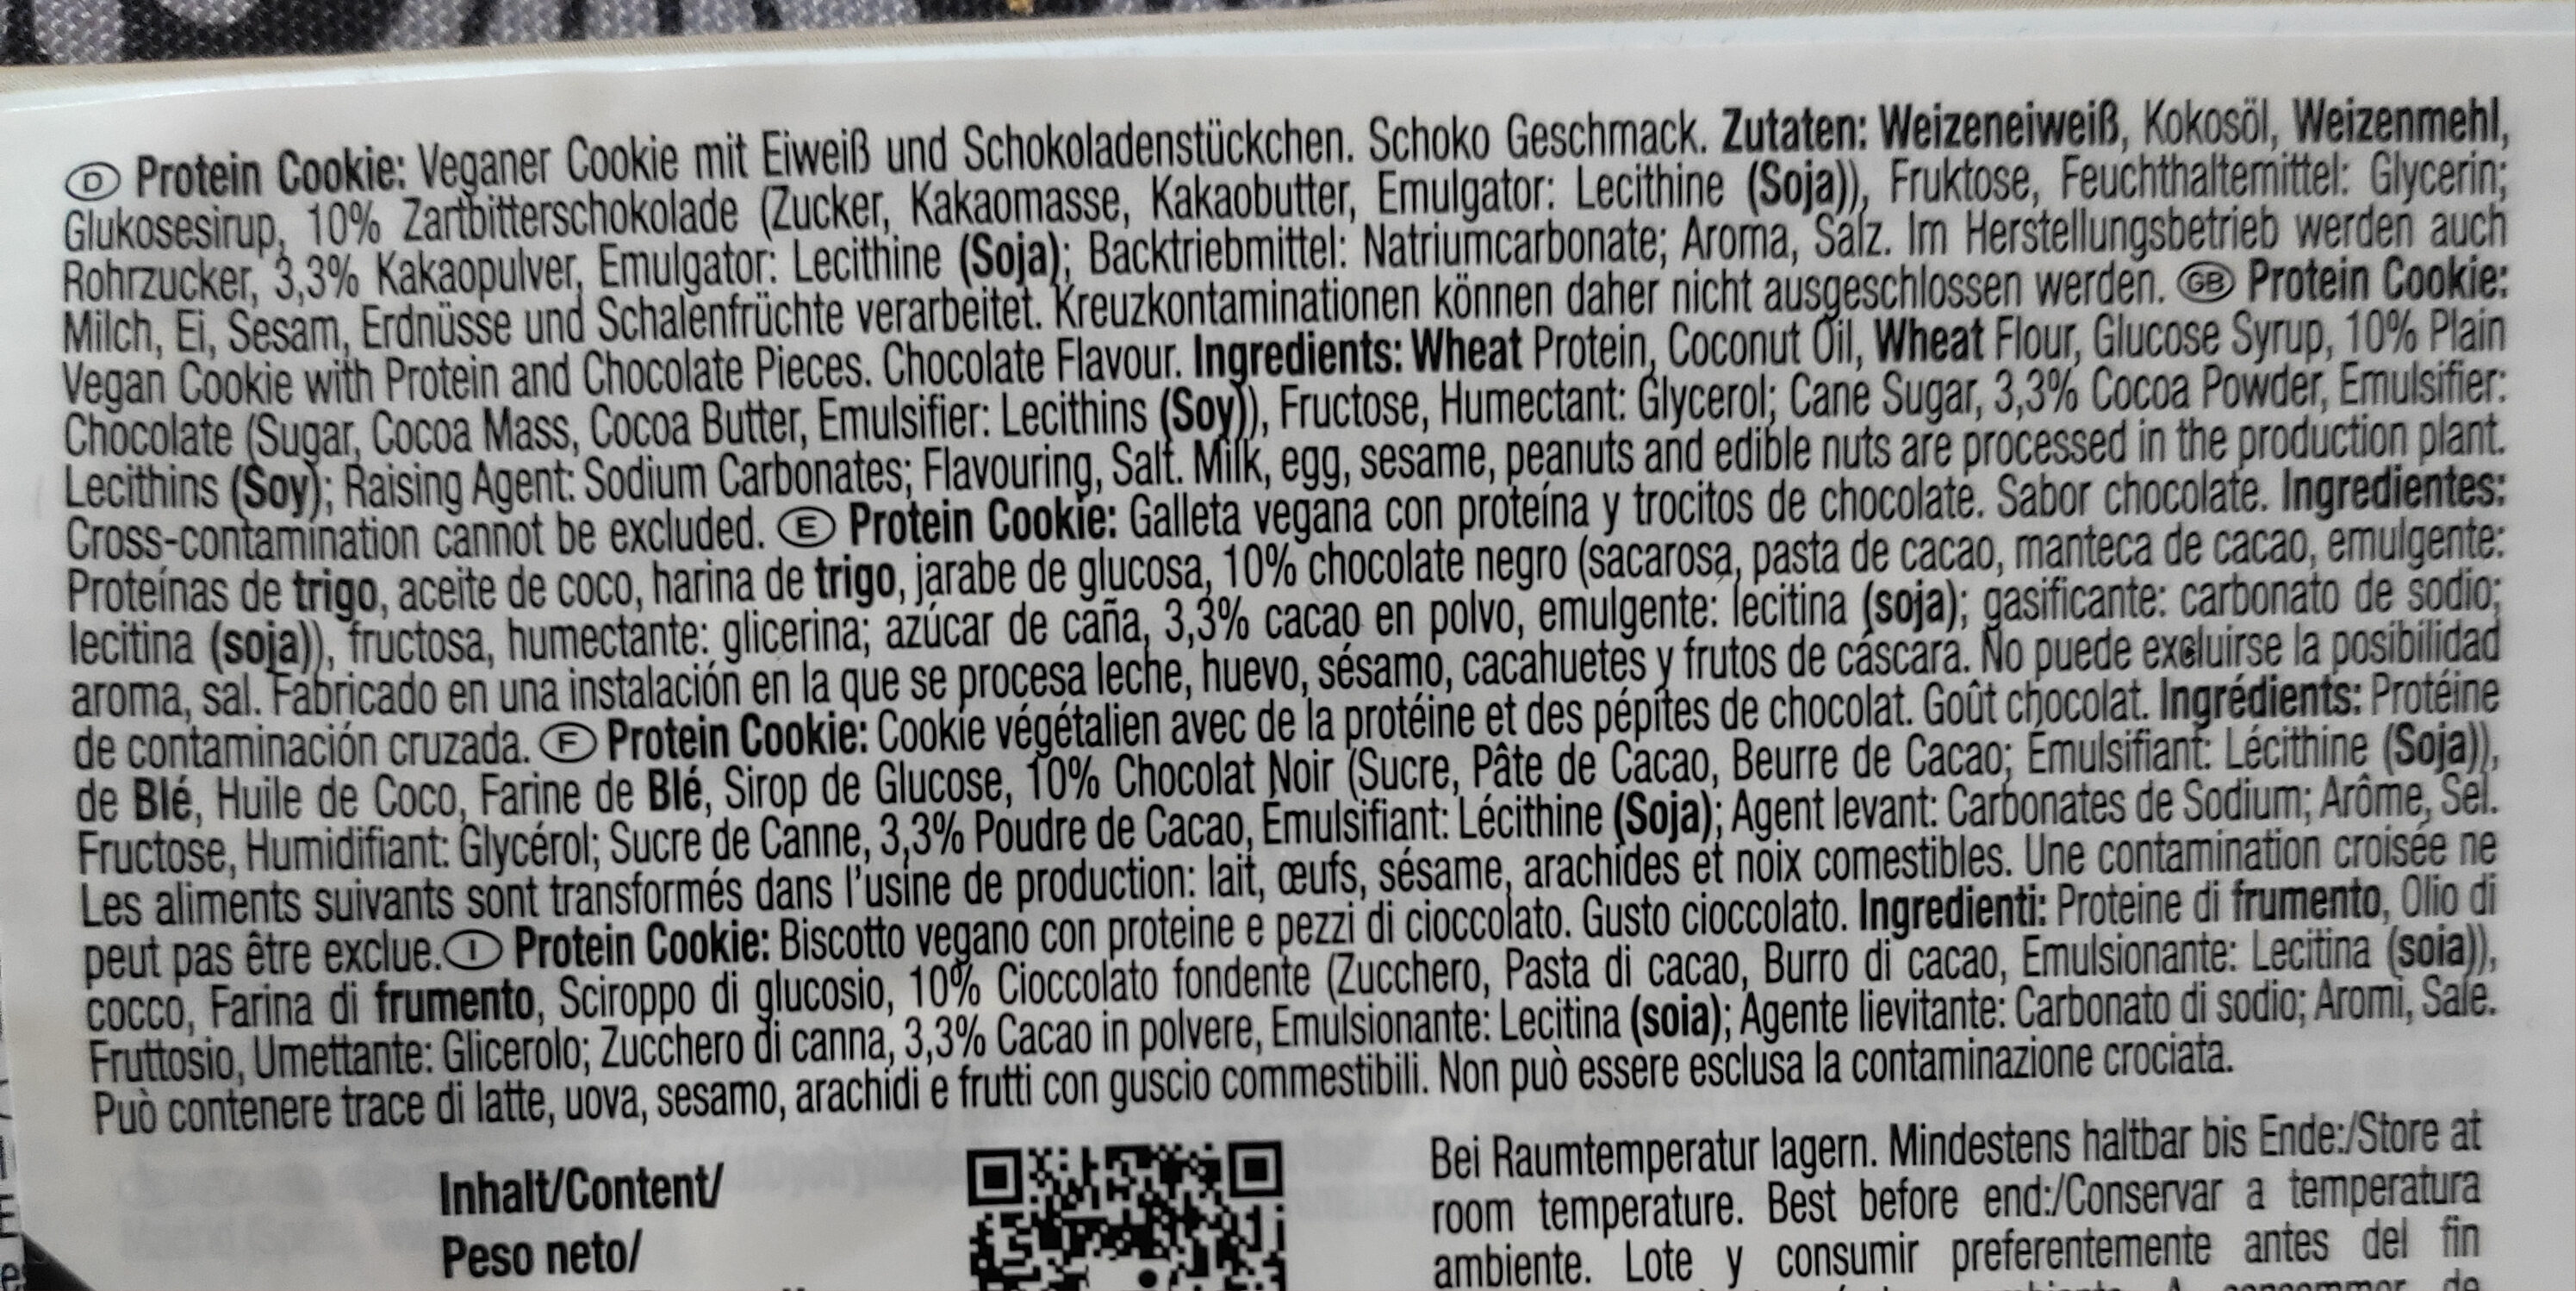 D Protein Cookie: Veganer Cookie mit Eiweiß und Schokoladenstückchen. Schoko Geschmack. Zutaten: Weizeneiweiß, Kokosöl, Weizenmehl,
Glukosesirup, 10% Zartbitterschokolade (Zucker, Kakaomasse, Kakaobutter, Emulgator: Lecithine (Soja)), Fruktose, Feuchthaltemittel: Glycerin;
Rohrzucker, 3,3% Kakaopulver, Emulgator: Lecithine (Soja); Backtriebmittel: Natriumcarbonate; Aroma, Salz. Im Herstellungsbetrieb werden auch
Milch, Ei, Sesam, Erdnüsse und Schalenfrüchte verarbeitet. Kreuzkontaminationen können daher nicht ausgeschlossen werden. GB Protein Cookie:
Vegan Cookie with Protein and Chocolate Pieces. Chocolate Flavour. Ingredients: Wheat Protein, Coconut Oil, Wheat Flour, Glucose Syrup, 10% Plain
Chocolate (Sugar, Cocoa Mass, Cocoa Butter, Emulsifier: Lecithins (Soy)), Fructose, Humectant: Glycerol; Cane Sugar, 3,3% Cocoa Powder, Emulsifier:
Lecithins (Soy); Raising Agent: Sodium Carbonates; Flavouring, Salt. Milk, egg, sesame, peanuts and edible nuts are processed in the production plant.
Cross-contamination cannot be excluded. E Protein Cookie: Galleta vegana con proteína y trocitos de chocolate. Sabor chocolate. Ingredientes:
Proteínas de trigo, aceite de coco, harina de trigo, jarabe de glucosa, 10% chocolate negro (sacarosa, pasta de cacao, manteca de cacao, emulgente:
lecitina (soja)), fructosa, humectante: glicerina; azúcar de caña, 3,3% cacao en polvo, emulgente: lecitina (soja); gasificante: carbonato de sodio;
aroma, sal. Fabricado en una instalación en la que se procesa leche, huevo, sésamo, cacahuetes y frutos de cáscara. No puede excluirse la posibilidad
de contaminación cruzada. F Protein Cookie: Cookie végétalien avec de la protéine et des pépites de chocolat. Goût chocolat. Ingrédients: Protéine
de Blé, Huile de Coco, Farine de Blé, Sirop de Glucose, 10% Chocolat Noir (Sucre, Pâte de Cacao, Beurre de Cacao; Émulsifiant: Lécithine (Soja)),
Fructose, Humidifiant: Glycérol; Sucre de Canne, 3,3% Poudre de Cacao, Émulsifiant: Lécithine (Soja); Agent levant: Carbonates de Sodium; Arôme, Sel.
Les aliments suivants sont transformés dans l'usine de production: lait, œufs, sésame, arachides et noix comestibles. Une contamination croisée ne
peut pas être exclue. I Protein Cookie: Biscotto vegano con proteine e pezzi di cioccolato. Gusto cioccolato. Ingredienti: Proteine di frumento, Olio di
cocco, Farina di frumento, Sciroppo di glucosio, 10% Cioccolato fondente (Zucchero, Pasta di cacao, Burro di cacao, Emulsionante: Lecitina (soia)),
Fruttosio, Umettante: Glicerolo; Zucchero di canna, 3,3% Cacao in polvere, Emulsionante: Lecitina (soia); Agente lievitante: Carbonato di sodio; Aromi, Sale.
Può contenere trace di latte, uova, sesamo, arachidi e frutti con guscio commestibili. Non può essere esclusa la contaminazione crociata.
Inhalt/Content/
Peso neto/
Bei Raumtemperatur lagern. Mindestens haltbar bis Ende:/Store at
room temperature. Best before end:/Conservar a temperatura
ambiente. Lote y consumir preferentemente antes del fin